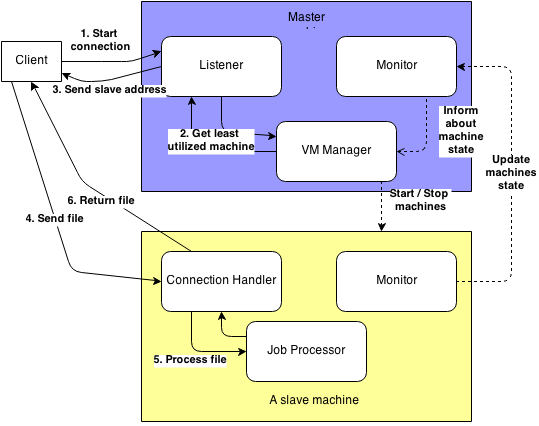 Master
1. Start
connection
Client
Listener
Monitor
3. Send slave address
Inform
about
machine
state
2. Get least
utilized machine
VM Manager
Update
machines
state
Start / Stop
machines
6. Return file
4. Send file
Connection Handler
Monitor
5. Process file
Job Processor
A slave machine